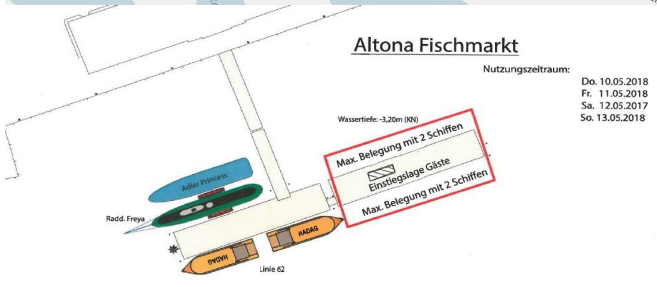 Altona Fischmarkt
Nutzungszeitraum:
Do. 10.05.2018
Fr. 11.05.2018
Sa. 12.05.2017
So. 13.05.2018
Wassertiefe: -3,20m (KN)
Max. Belegung mit 2 Schiffen
Einstiegslage Gäste
Max. Belegung mit 2 Schiffen
Adler Princess
Radd. Freya
HADAG
HADAG
Linie 62